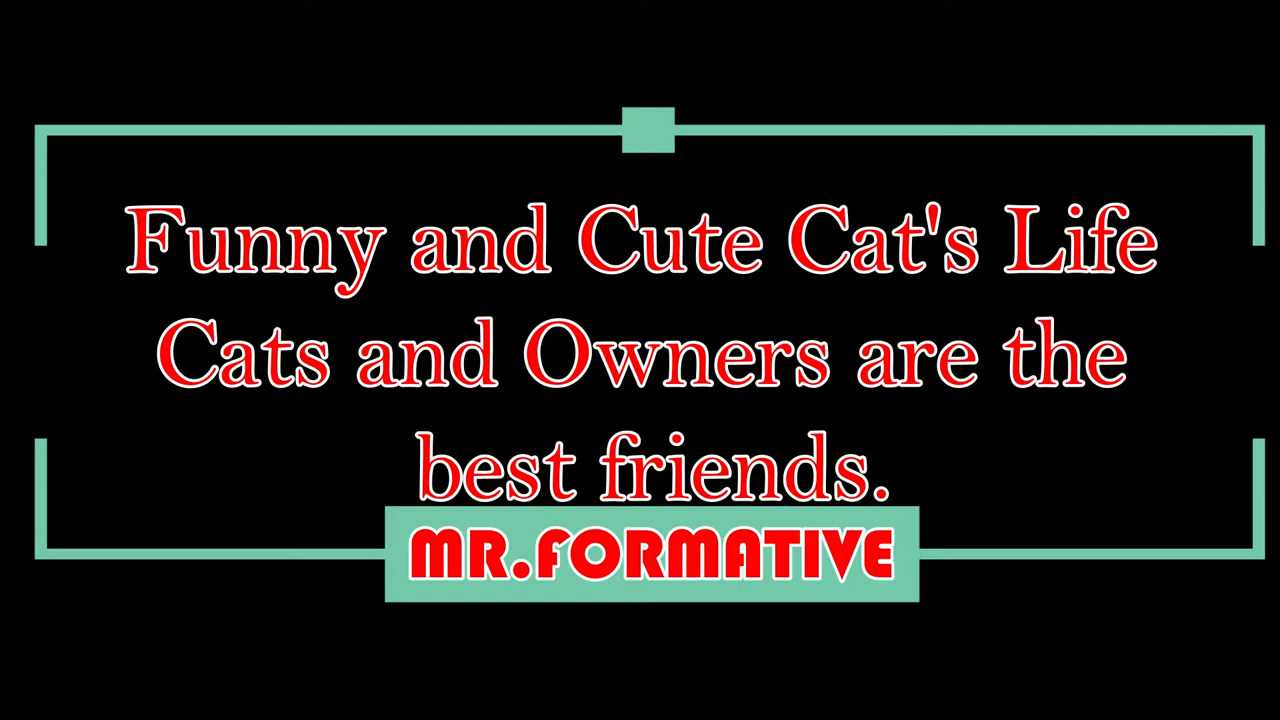 Funny and Cute Cat's Life
Cats and Owners are the
best friends.
MR.FORMATIVE